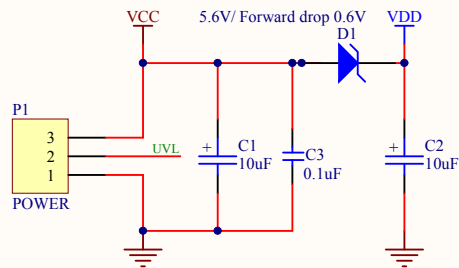 VCC
5.6V/ Forward drop 0.6V
VDD
D1
P1
3
2
1
UVL
POWER
+
C1
10uF
C3
0.1uF
+
C2
10uF